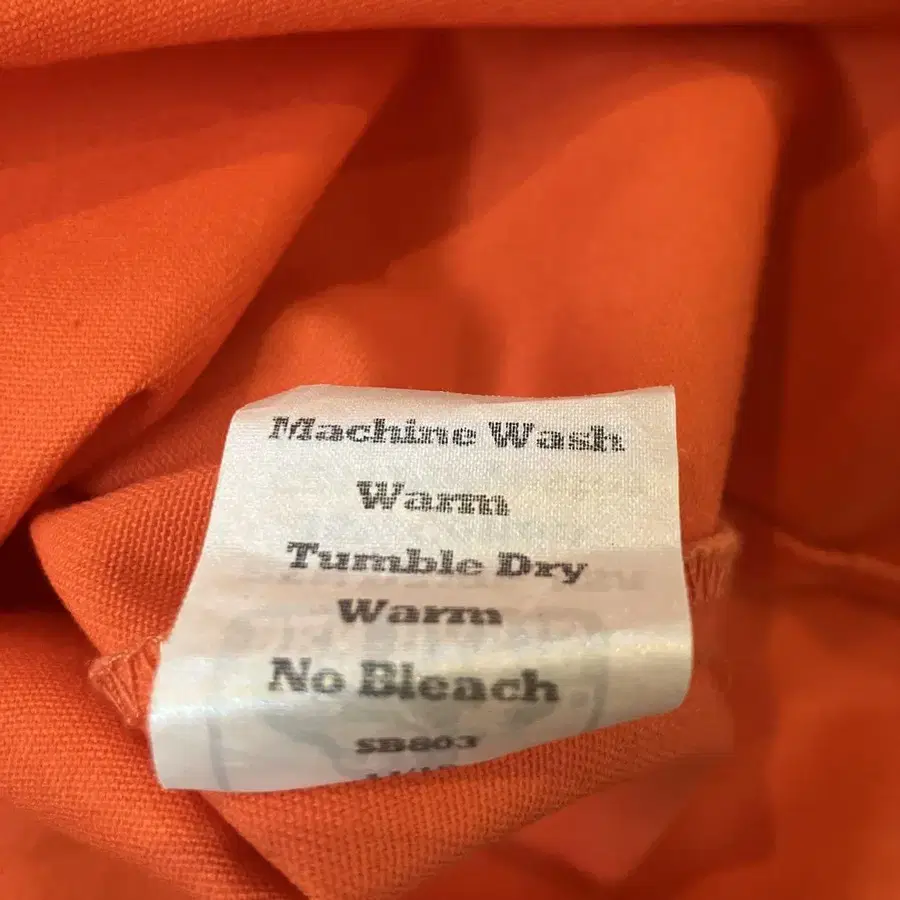 Machine Wash
Warm
Tumble Dry
Warm
No Bleach
SB803